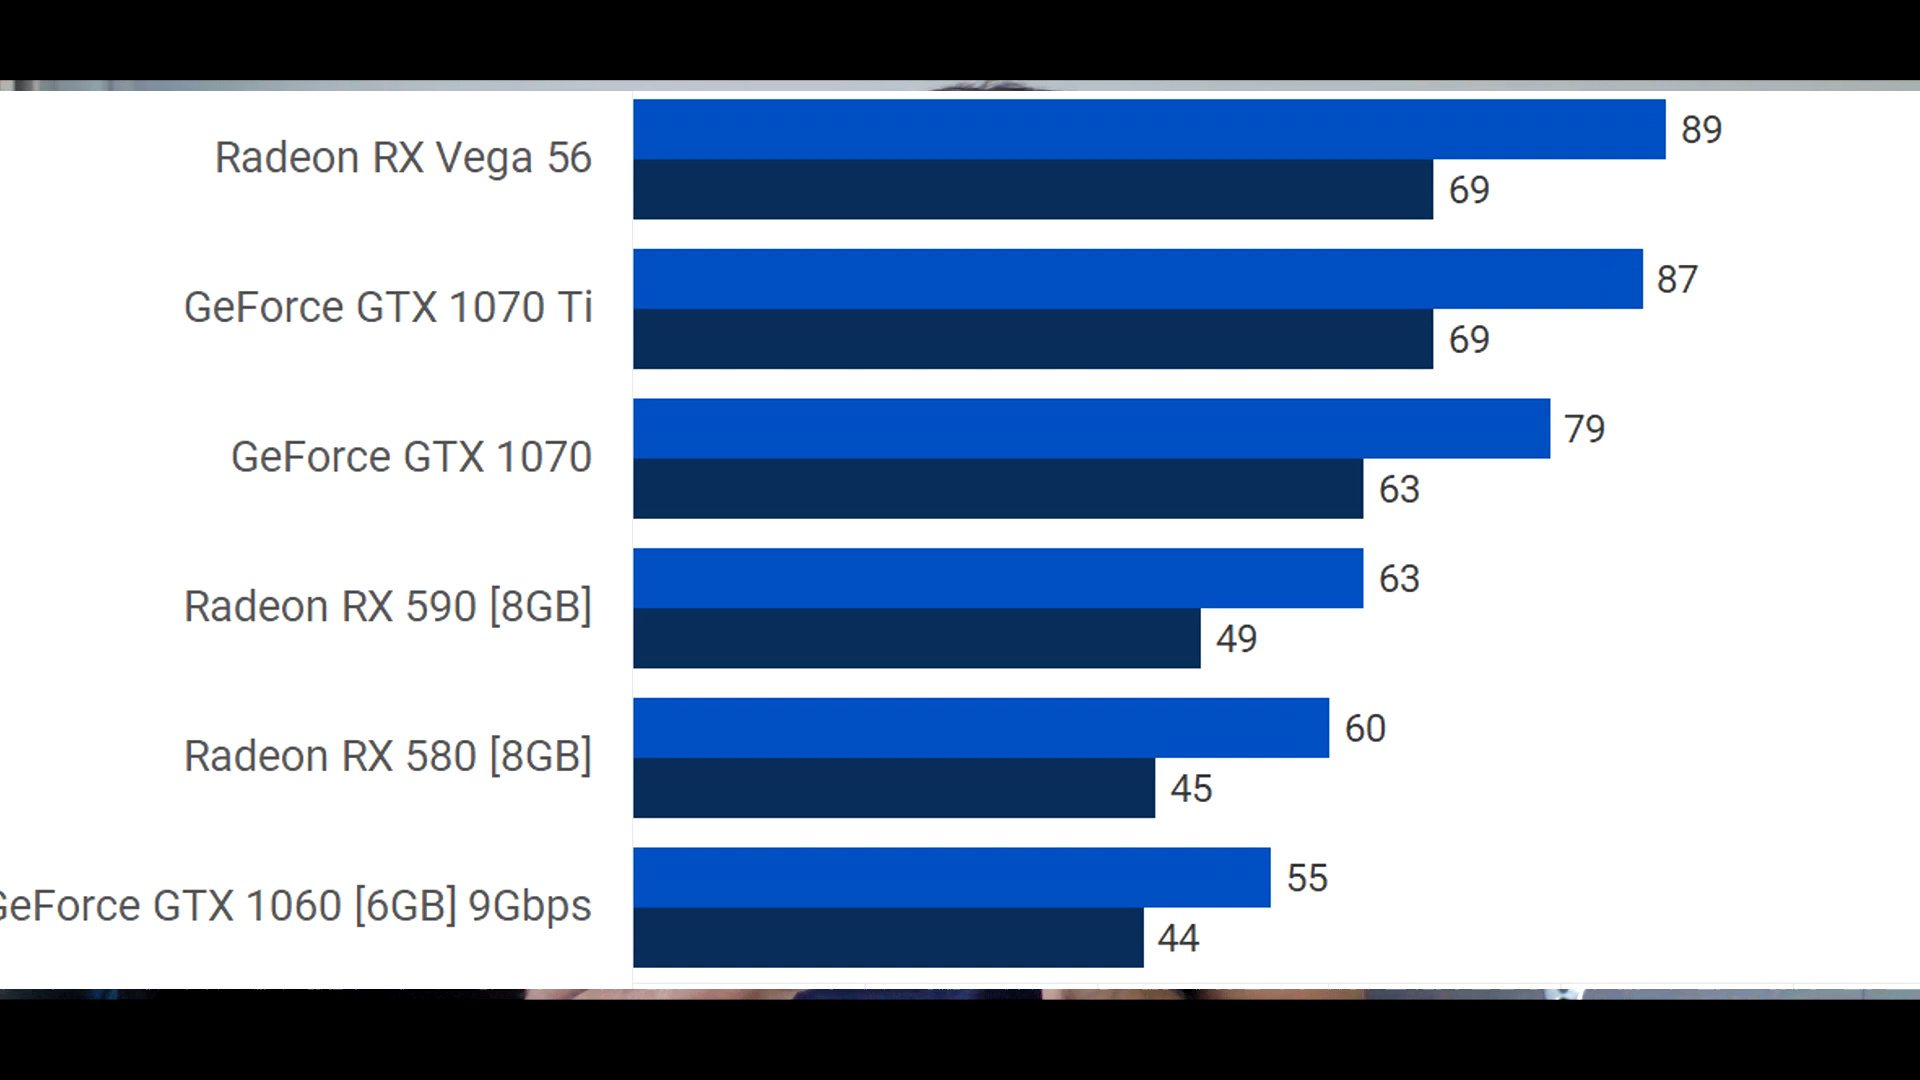 89
Radeon RX Vega 56
69
87
GeForce GTX 1070 Ti
69
79
GeForce GTX 1070
63
63
Radeon RX 590 [8GB]
49
60
Radeon RX 580 [8GB]
45
55
GeForce GTX 1060 [6GB] 9Gbps
44